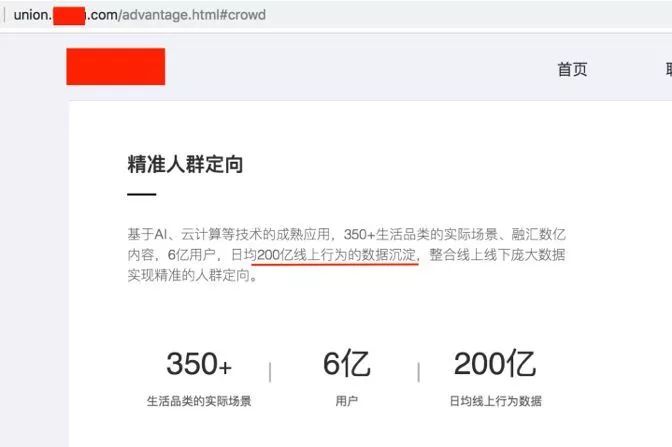 union.
.com/advantage.html#crowd
首页
精准人群定向
基于AI、云计算等技术的成熟应用，350+生活品类的实际场景、融汇数亿
内容，6亿用户，日均200亿线上行为的数据沉淀，整合线上线下庞大数据
实现精准的人群定向。
350+
6亿
200亿
生活品类的实际场景
用户
日均线上行为数据